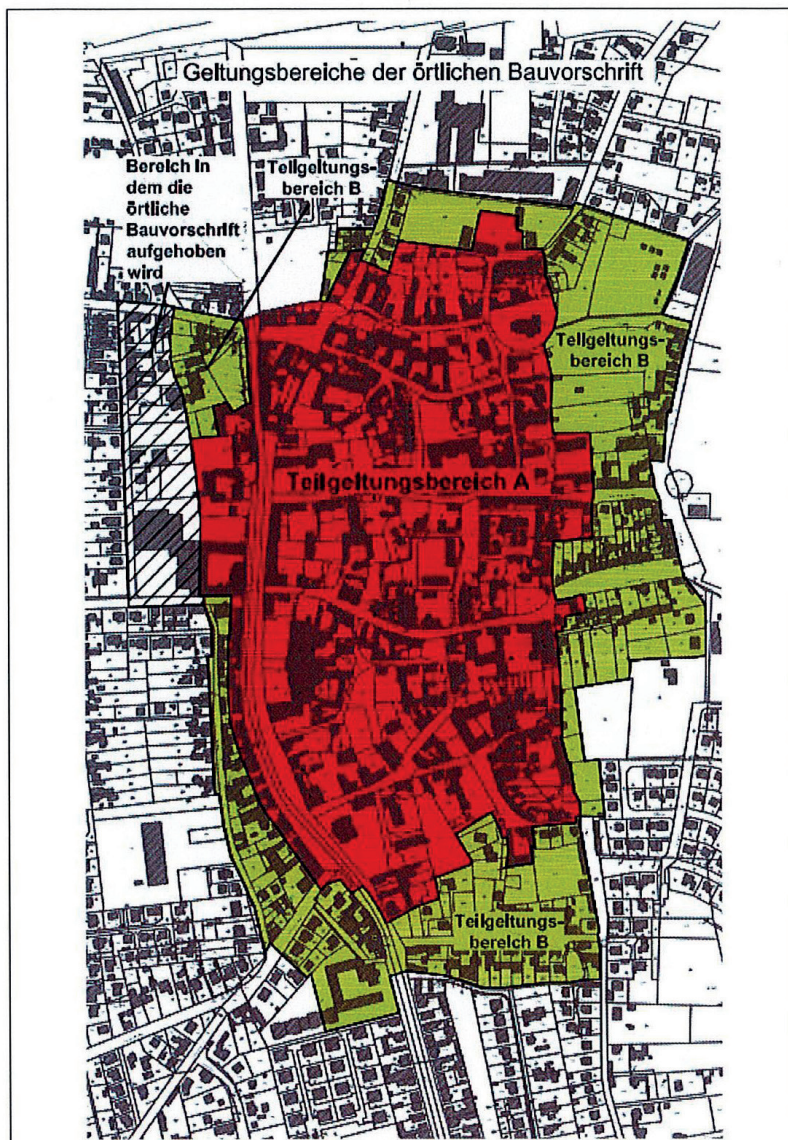 Geltungsbereiche der örtlichen Bauvorschrift
Bereich in
dem die
örtliche
Bauvorschrift
aufgehoben
wird
Teilgeltungs-
bereich B
Teilgeltungs-
bereich B
Teilgeltungsbereich A
Teilgeltungs-
bereich B